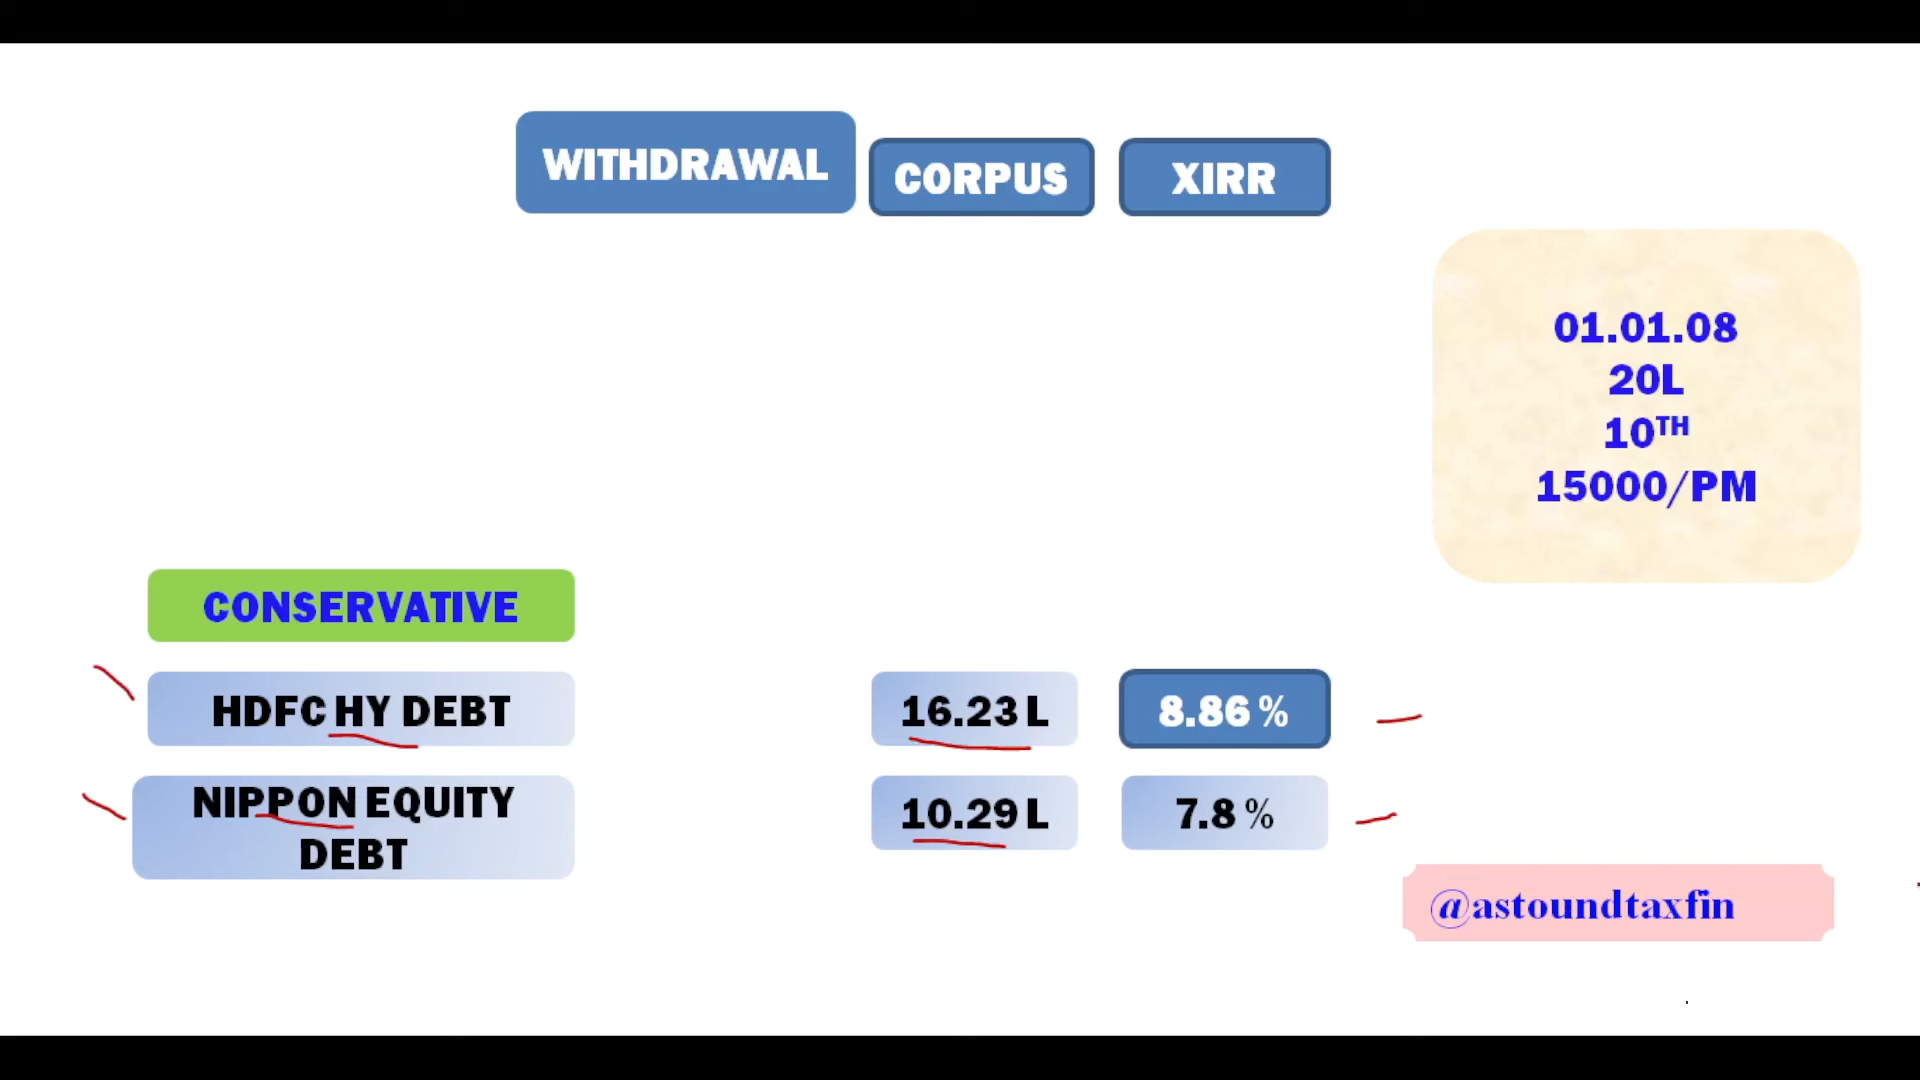 WITHDRAWAL
CORPUS
XIRR
01.01.08
20L
10TH
15000/PM
CONSERVATIVE
HDFC HY DEBT
16.23 L
8.86 %
NIPPON EQUITY
DEBT
10.29 L
7.8 %
@astoundtaxfin